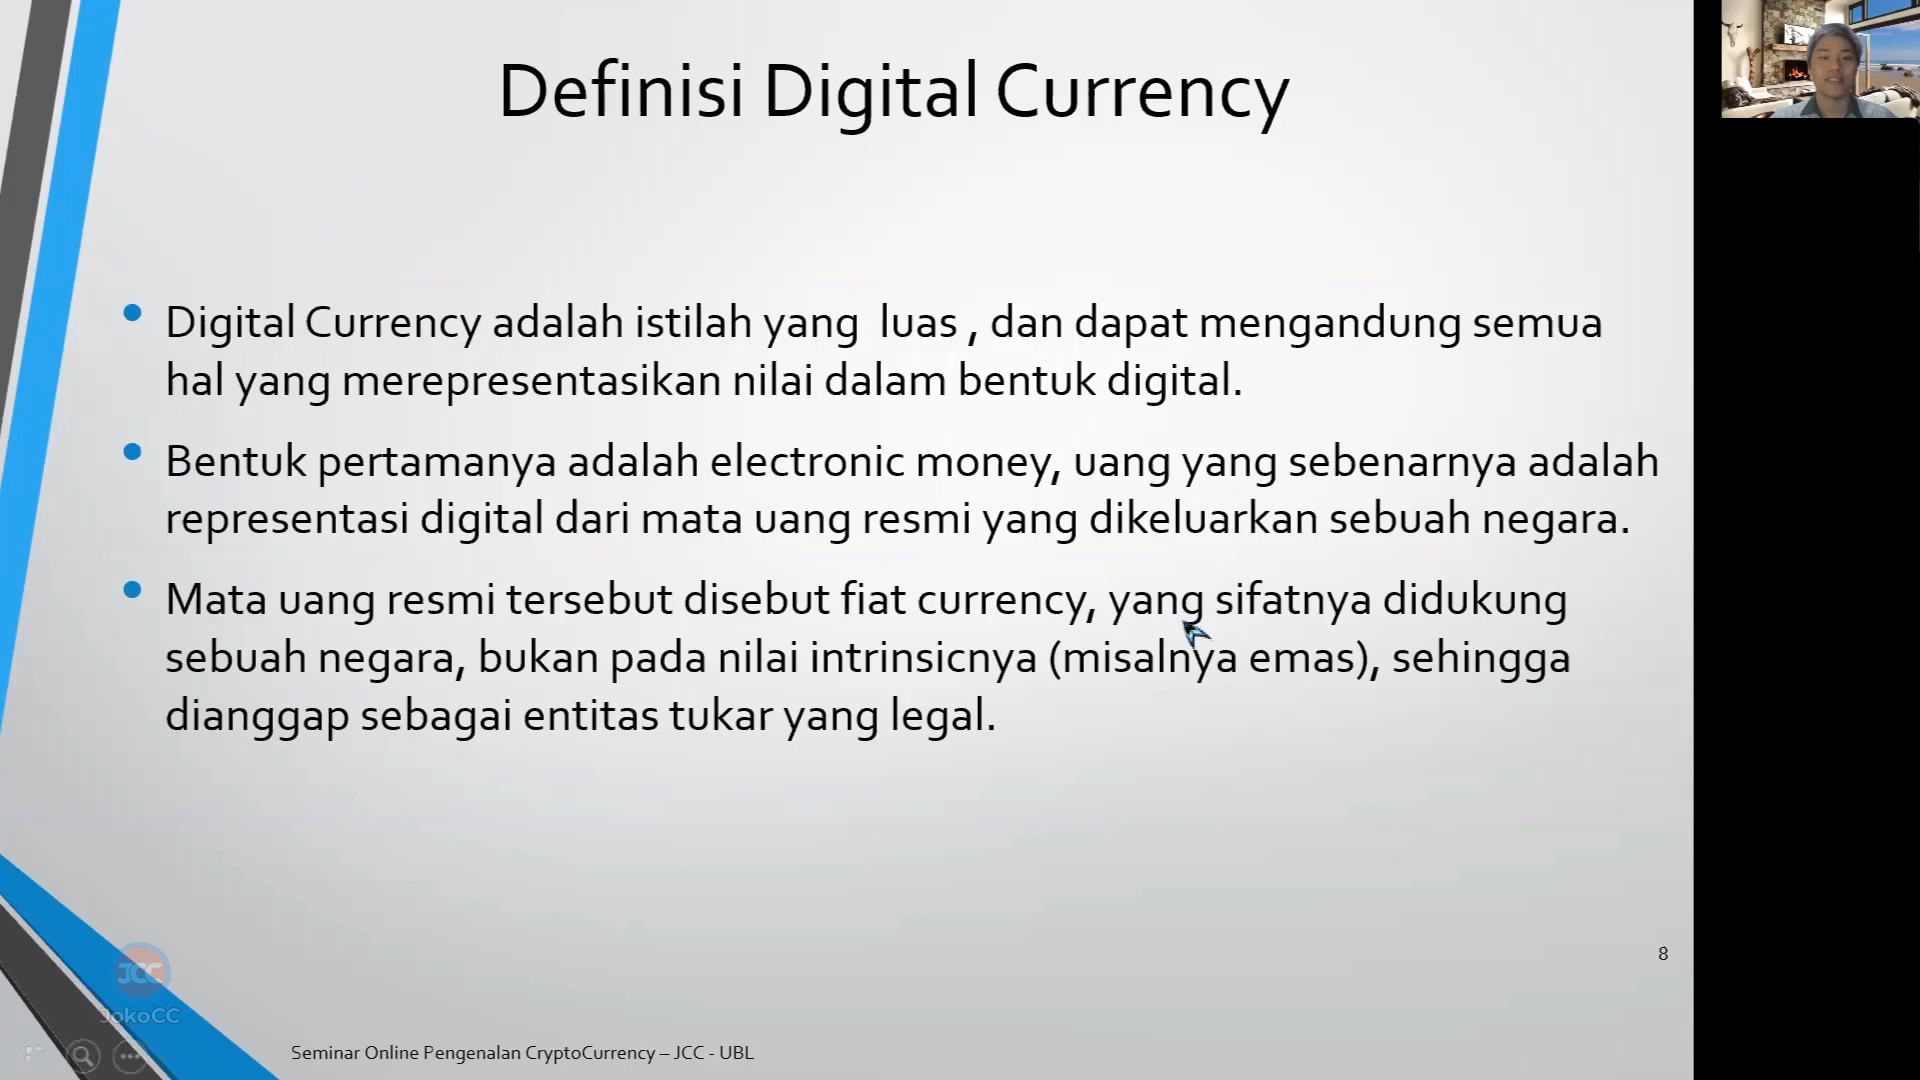 Definisi Digital Currency
Digital Currency adalah istilah yang  luas , dan dapat mengandung semua
hal yang merepresentasikan nilai dalam bentuk digital.
Bentuk pertamanya adalah electronic money, uang yang sebenarnya adalah
representasi digital dari mata uang resmi yang dikeluarkan sebuah negara.
Mata uang resmi tersebut disebut fiat currency, yang sifatnya didukung
sebuah negara, bukan pada nilai intrinsicnya (misalnya emas), sehingga
dianggap sebagai entitas tukar yang legal.
8
JCC
JokoCC
Seminar Online Pengenalan CryptoCurrency – JCC - UBL